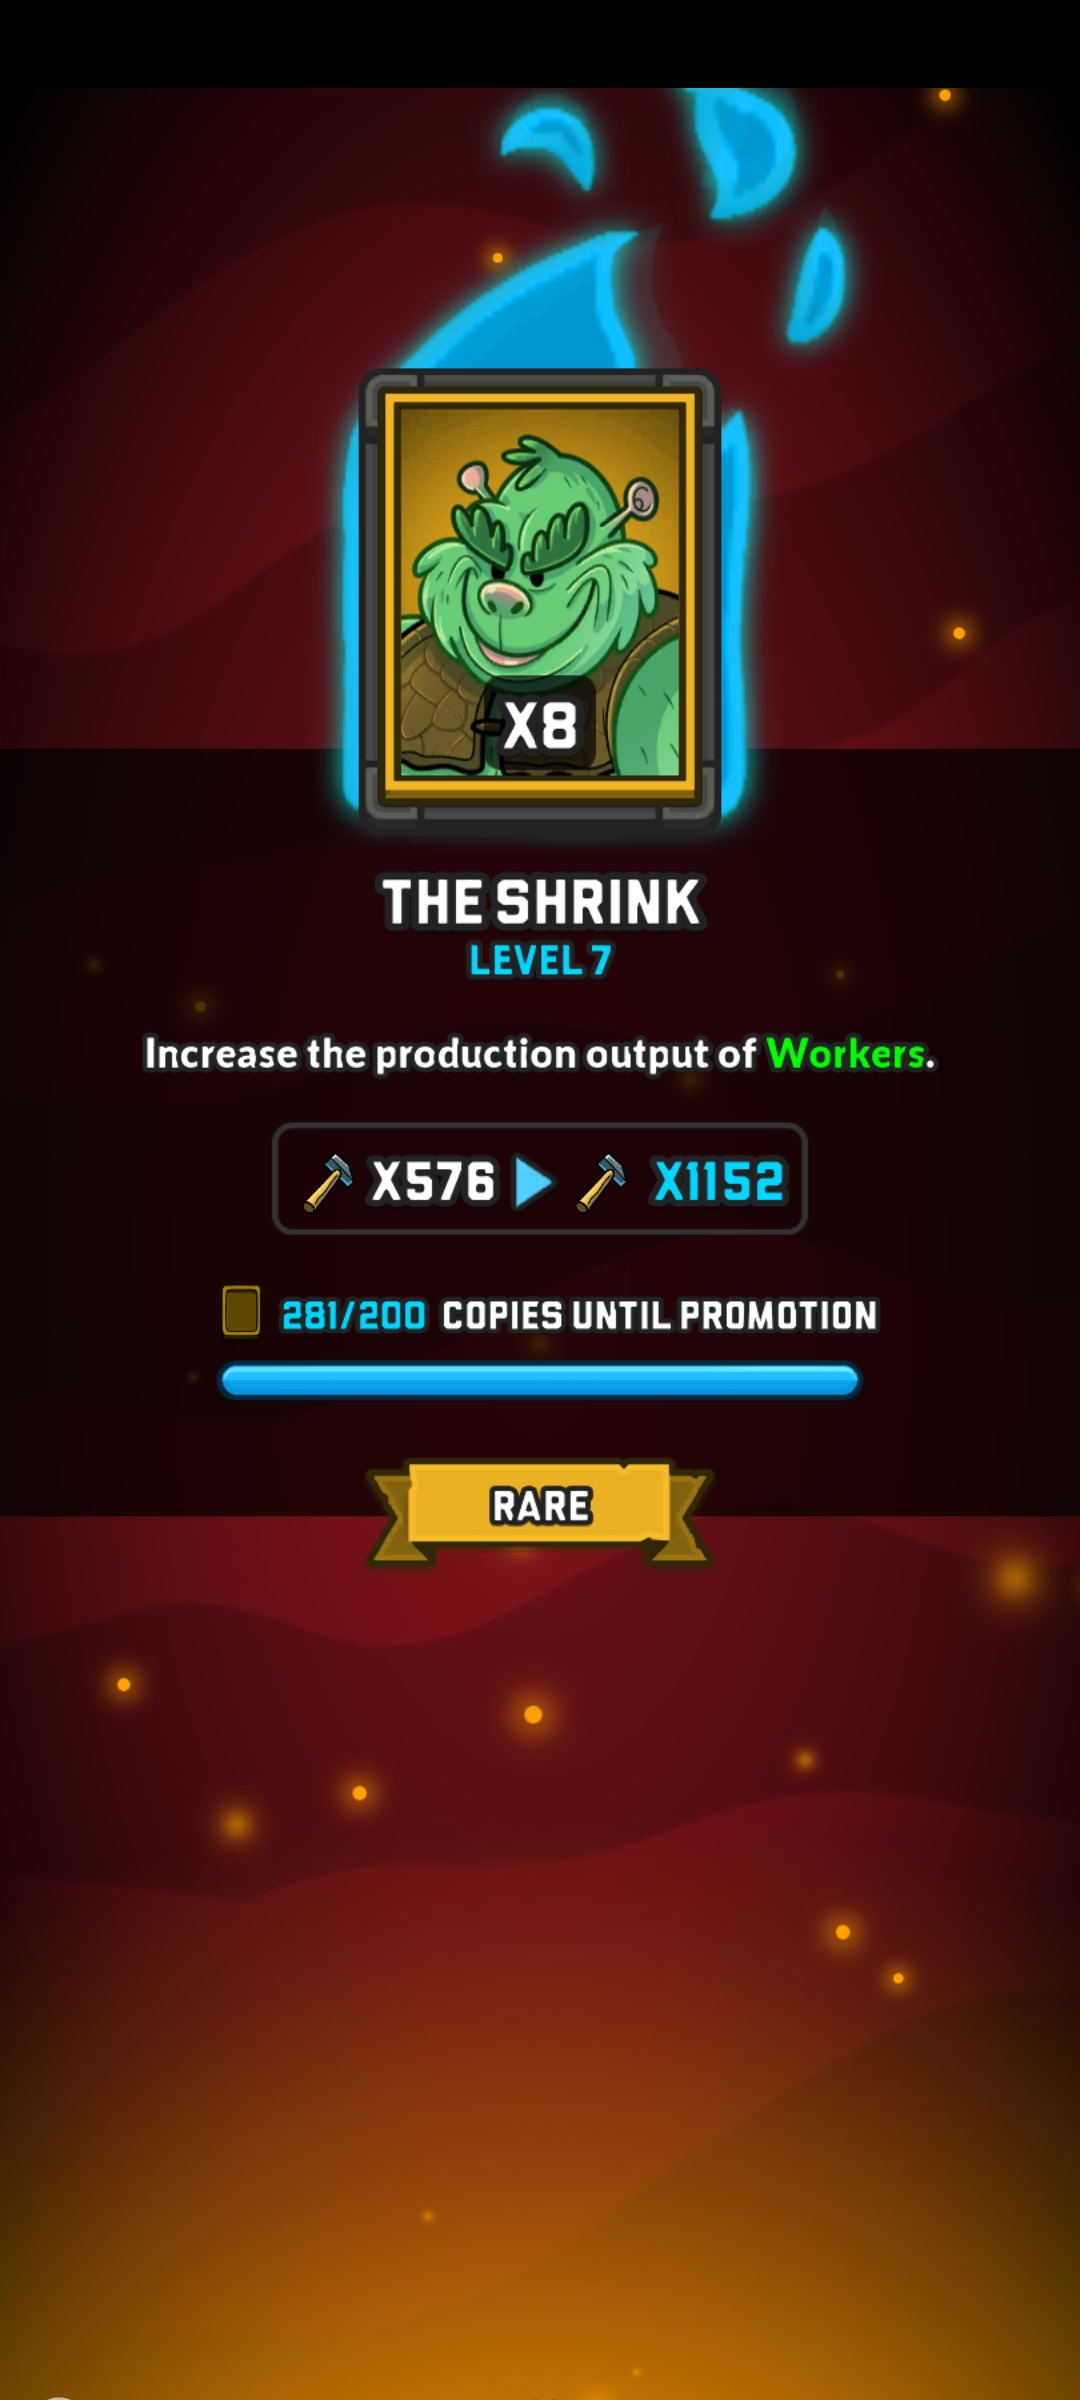 X8
THE SHRINK
LEVEL 7
Increase the production output of Workers.
X576 X1152
281/200 COPIES UNTIL PROMOTION
RARE